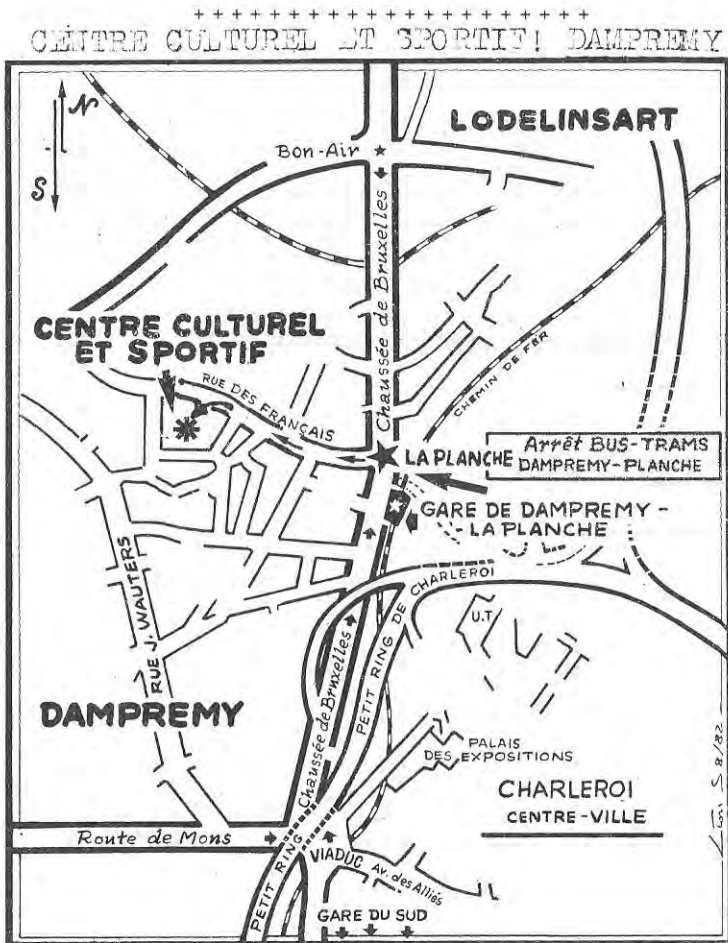 ++++++++++++++++++++
CENTRE CULTUREL ET SPORTIF! DAMPREMY
N
S
LODELINSART
Bon-Air
Chaussée de Bruxelles
CENTRE CULTUREL
ET SPORTIF
RUE DES FRANÇAIS
CHEMIN DE FER
LA PLANCHE
Arrêt BUS-TRAMS
DAMPREMY-PLANCHE
GARE DE DAMPREMY -
- LA PLANCHE
RUE J. WAUTERS
PETIT RING DE CHARLEROI
U.T
DAMPREMY
Chaussée de Bruxelles
PALAIS
DES EXPOSITIONS
CHARLEROI
CENTRE-VILLE
Route de Mons
PETIT RING
VIADUC
Av. des Alliés
GARE DU SUD
8/82